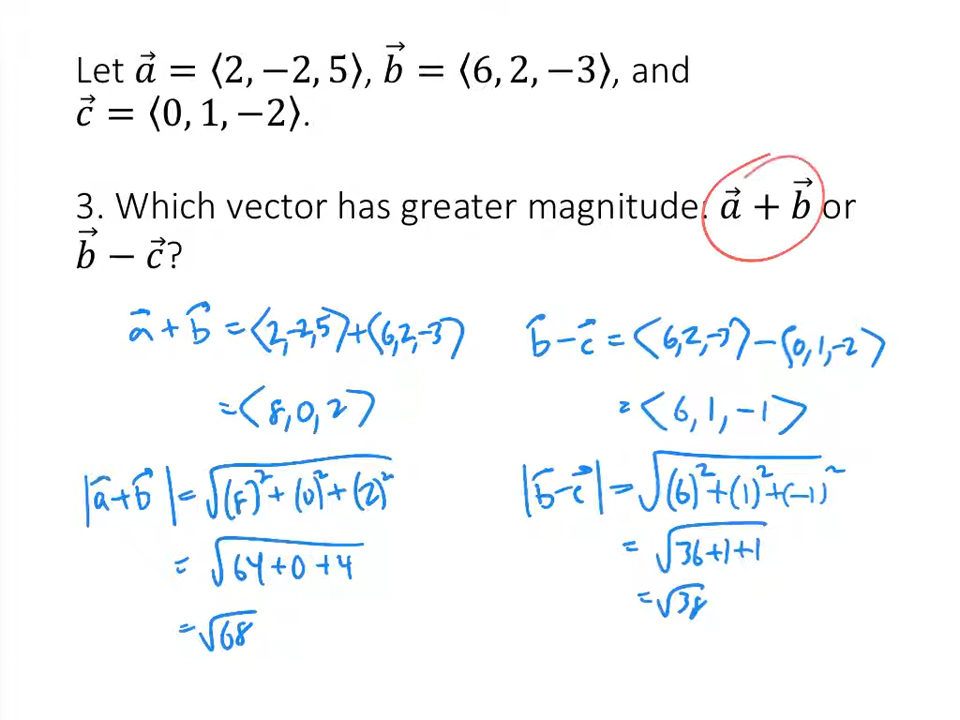 Let a⃗ = ⟨2, −2, 5⟩, b⃗ = ⟨6, 2, −3⟩, and
c⃗ = ⟨0, 1, −2⟩.
3. Which vector has greater magnitude: a⃗ + b⃗ or
b⃗ − c⃗?
a⃗ + b⃗ = ⟨2,-2,5⟩+⟨6,2,-3⟩
= ⟨8,0,2⟩
|a⃗+b⃗| = √((8)²+(0)²+(2)²)
= √(64+0+4)
= √68
b⃗ − c⃗ = ⟨6,2,-3⟩ − ⟨0,1,-2⟩
= ⟨6,1,-1⟩
|b⃗−c⃗| = √((6)²+(1)²+(-1)²)
= √(36+1+1)
= √38